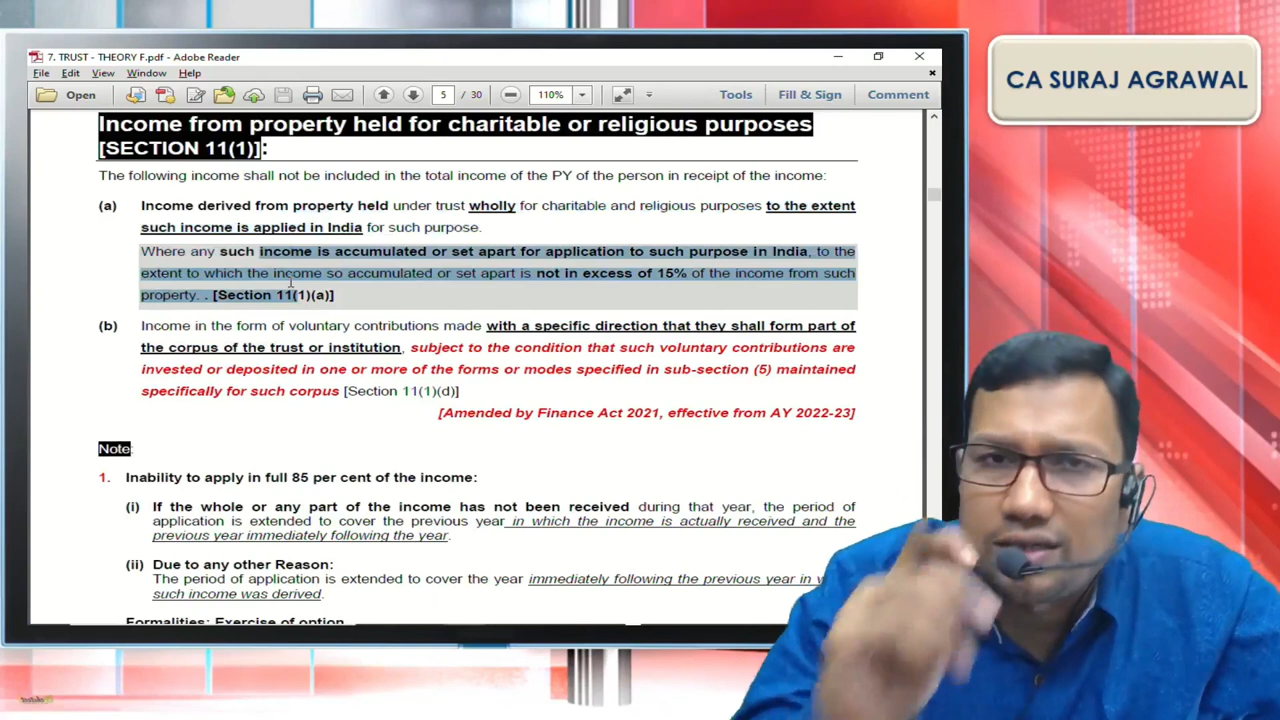 7. TRUST - THEORY F.pdf - Adobe Reader
File Edit View Window Help
Open 5 / 30 110% Tools Fill & Sign Comment
CA SURAJ AGRAWAL
Income from property held for charitable or religious purposes
[SECTION 11(1)]:
The following income shall not be included in the total income of the PY of the person in receipt of the income:
(a) Income derived from property held under trust wholly for charitable and religious purposes to the extent
such income is applied in India for such purpose.
Where any such income is accumulated or set apart for application to such purpose in India, to the
extent to which the income so accumulated or set apart is not in excess of 15% of the income from such
property. . [Section 11(1)(a)]
(b) Income in the form of voluntary contributions made with a specific direction that they shall form part of
the corpus of the trust or institution, subject to the condition that such voluntary contributions are
invested or deposited in one or more of the forms or modes specified in sub-section (5) maintained
specifically for such corpus [Section 11(1)(d)]
[Amended by Finance Act 2021, effective from AY 2022-23]
Note:
1. Inability to apply in full 85 per cent of the income:
(i) If the whole or any part of the income has not been received during that year, the period of
application is extended to cover the previous year in which the income is actually received and the
previous year immediately following the year.
(ii) Due to any other Reason:
The period of application is extended to cover the year immediately following the previous year in
such income was derived.
Formalities: Exercise of option